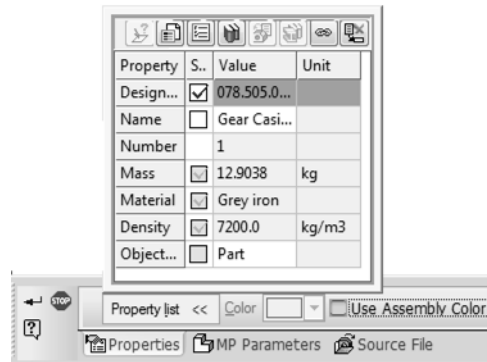 Property S.. Value Unit
Design... 078.505.0...
Name Gear Casi...
Number 1
Mass 12.9038 kg
Material Grey iron
Density 7200.0 kg/m3
Object... Part
STOP
Property list << Color Use Assembly Color
Properties MP Parameters Source File